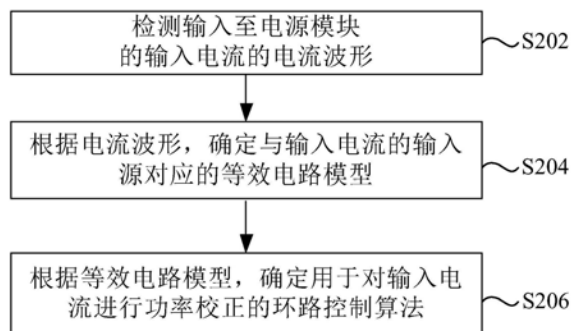 检测输入至电源模块
的输入电流的电流波形
S202
根据电流波形，确定与输入电流的输入
源对应的等效电路模型
S204
根据等效电路模型，确定用于对输入电
流进行功率校正的环路控制算法
S206